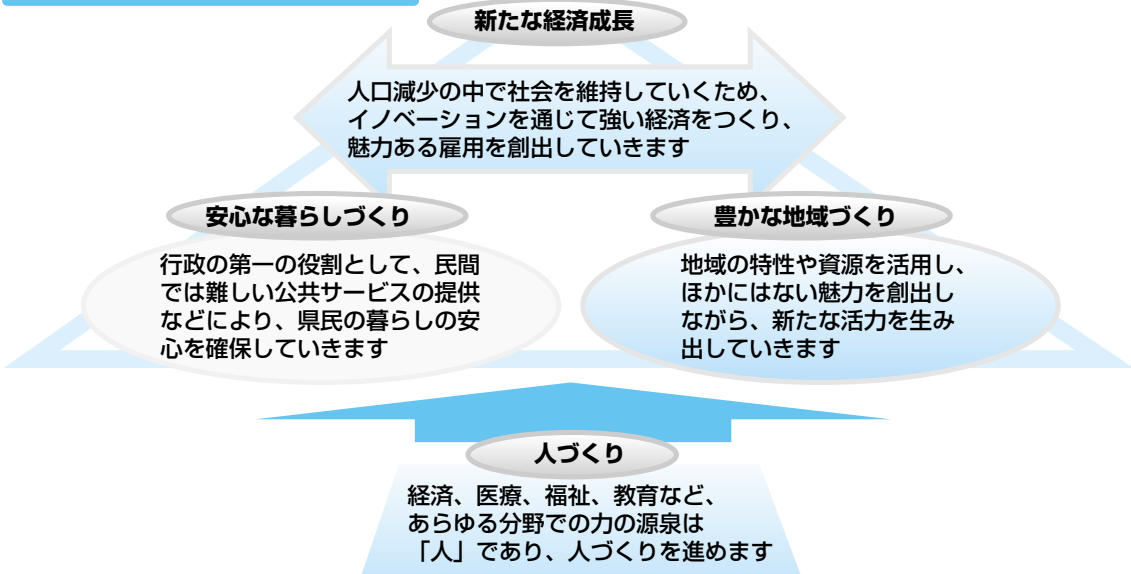 新たな経済成長
人口減少の中で社会を維持していくため、
イノベーションを通じて強い経済をつくり、
魅力ある雇用を創出していきます
安心な暮らしづくり
行政の第一の役割として、民間
では難しい公共サービスの提供
などにより、県民の暮らしの安
心を確保していきます
豊かな地域づくり
地域の特性や資源を活用し、
ほかにはない魅力を創出し
ながら、新たな活力を生み
出していきます
人づくり
経済、医療、福祉、教育など、
あらゆる分野での力の源泉は
「人」であり、人づくりを進めます